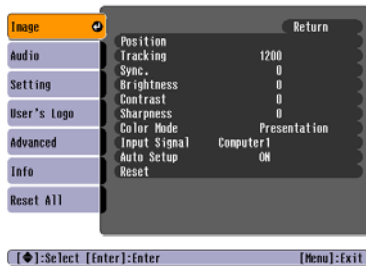 Image
Audio
Setting
User's Logo
Advanced
Info
Reset All
Return
Position
Tracking 1200
Sync. 0
Brightness 0
Contrast 0
Sharpness 0
Color Mode Presentation
Input Signal Computer1
Auto Setup ON
Reset
[◆]:Select [Enter]:Enter [Menu]:Exit